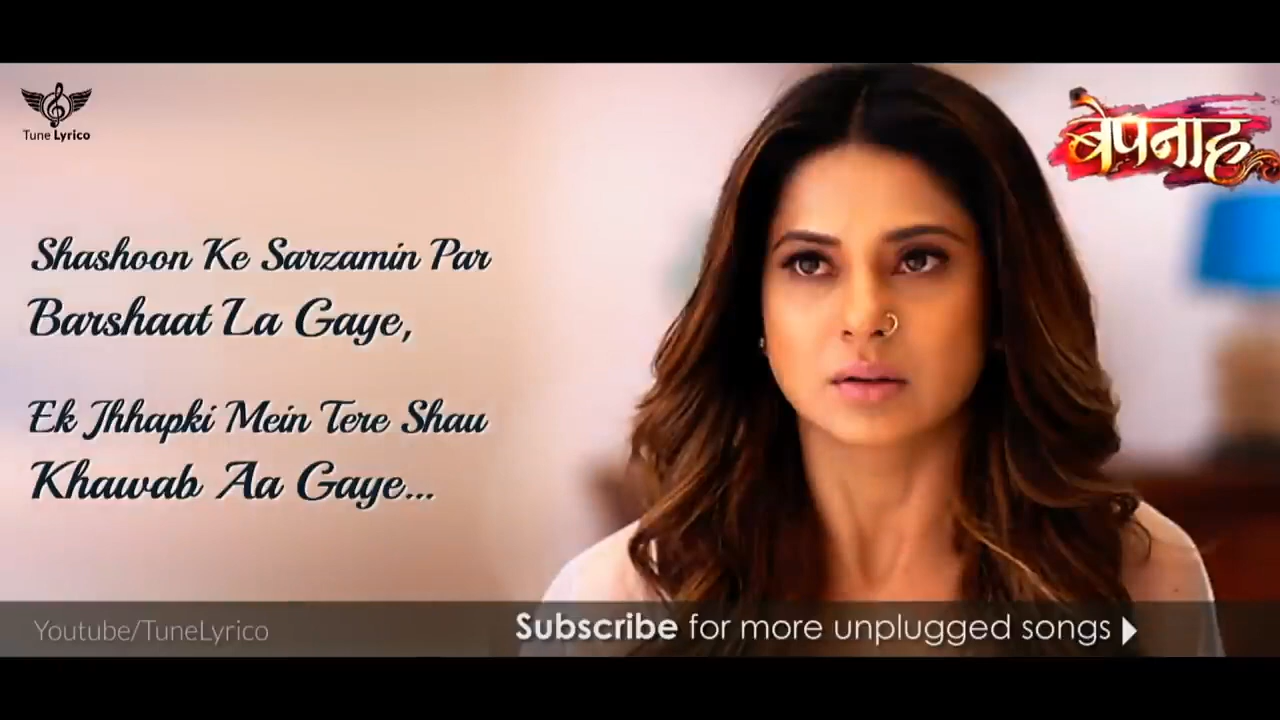 Tune Lyrico
बेपनाह
Shashoon Ke Sarzamin Par
Barshaat La Gaye,
Ek Jhhapki Mein Tere Shau
Khawab Aa Gaye...
Youtube/TuneLyrico
Subscribe for more unplugged songs